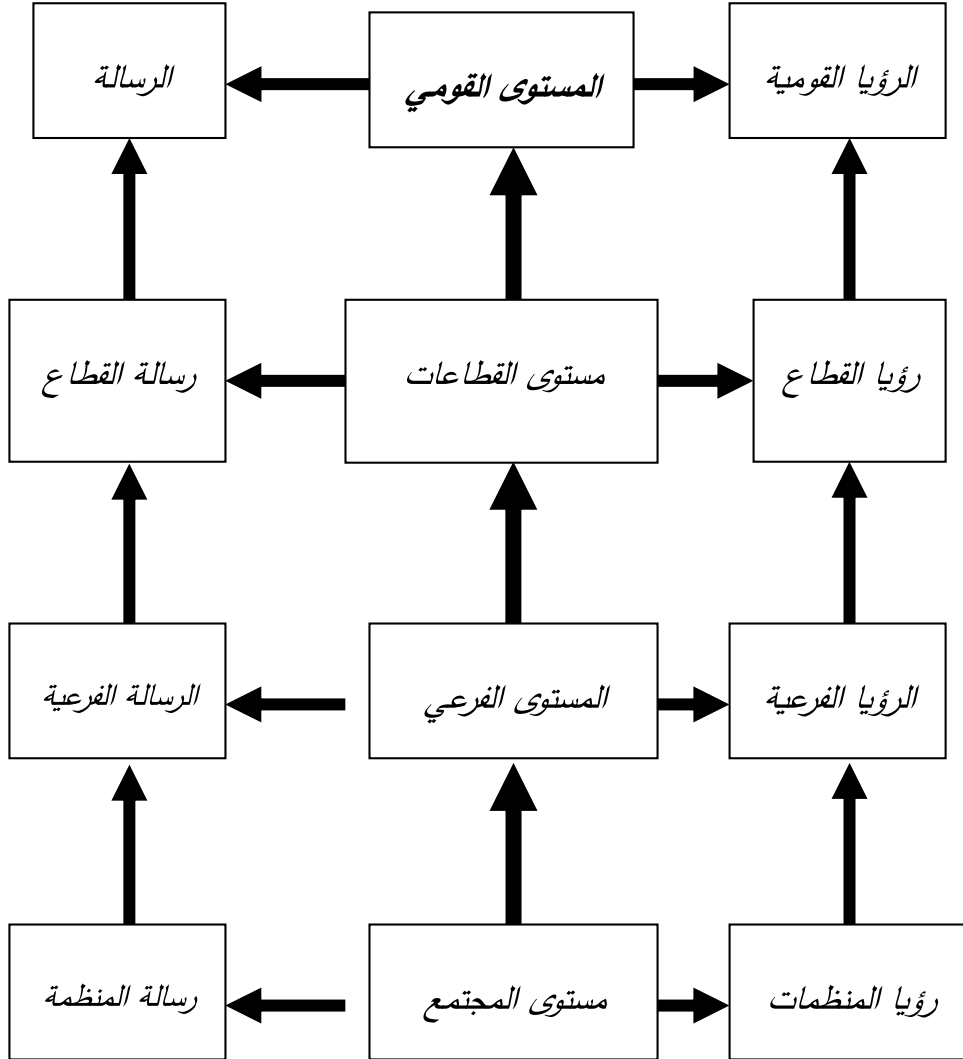 الرؤيا القومية
المستوى القومي
الرسالة
رؤيا القطاع
مستوى القطاعات
رسالة القطاع
الرؤيا الفرعية
المستوى الفرعي
الرسالة الفرعية
رؤيا المنظمات
مستوى المجتمع
رسالة المنظمة